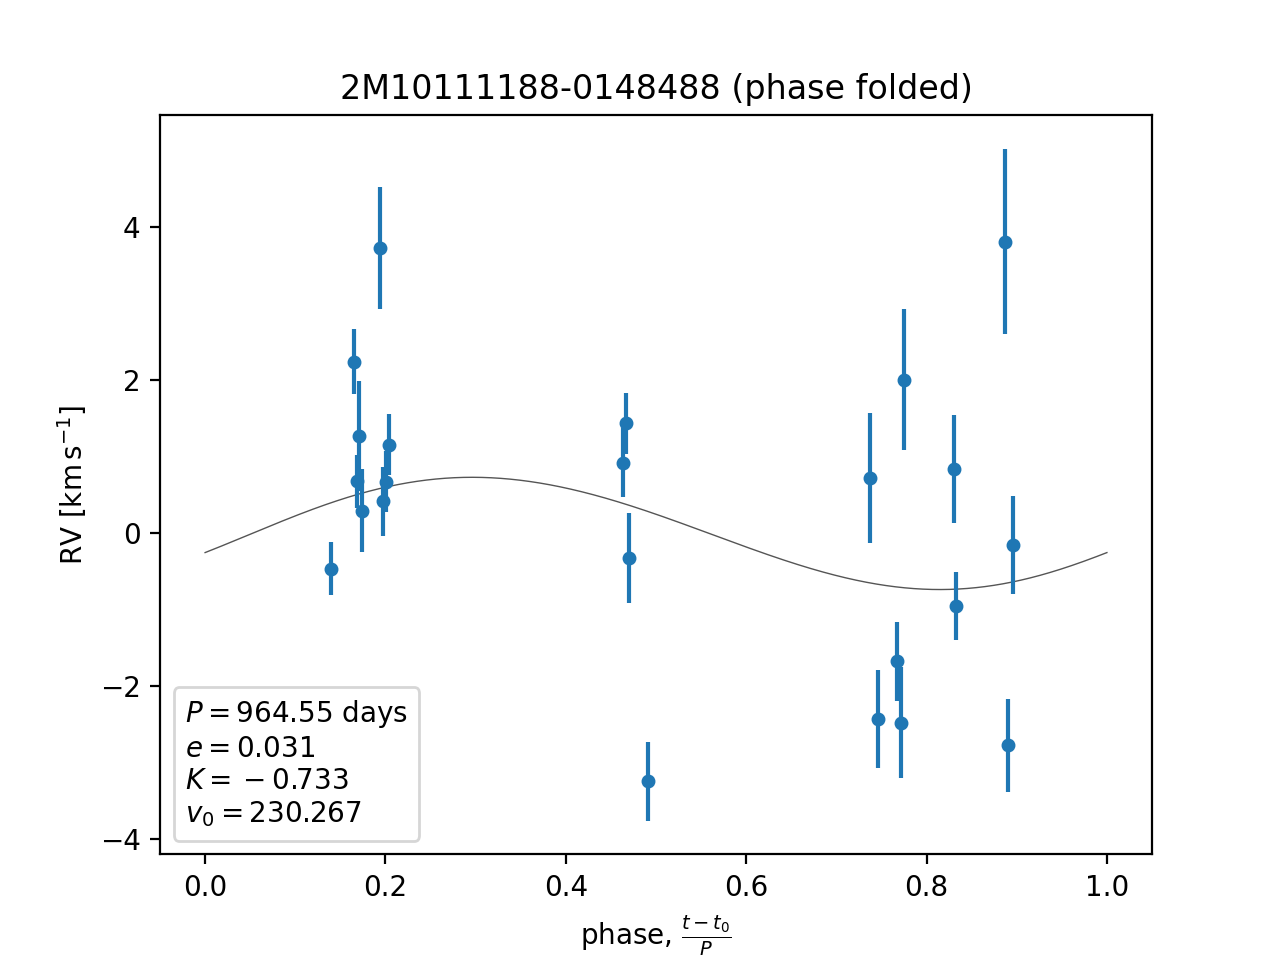 2M10111188-0148488 (phase folded)
4
2
0
−2
−4
RV [km s⁻¹]
P = 964.55 days
e = 0.031
K = −0.733
v₀ = 230.267
0.0 0.2 0.4 0.6 0.8 1.0
phase, (t − t₀)/P